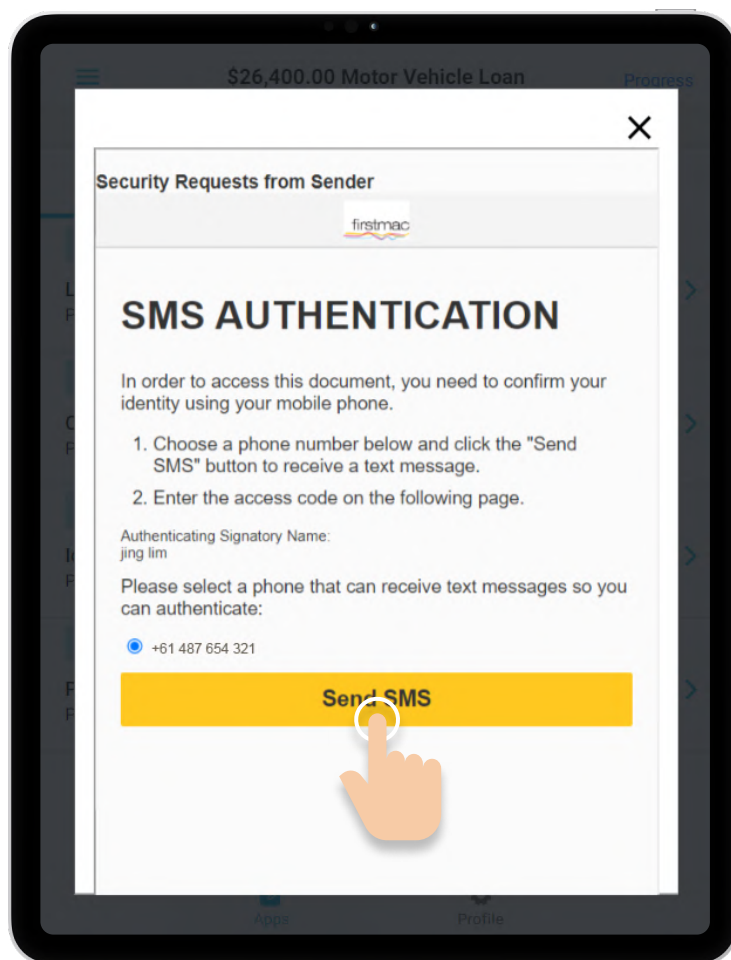 $26,400.00 Motor Vehicle Loan
Progress
Security Requests from Sender
firstmac
SMS AUTHENTICATION
In order to access this document, you need to confirm your
identity using your mobile phone.
1. Choose a phone number below and click the "Send
SMS" button to receive a text message.
2. Enter the access code on the following page.
Authenticating Signatory Name:
jing lim
Please select a phone that can receive text messages so you
can authenticate:
+61 487 654 321
Send SMS
Apps
Profile